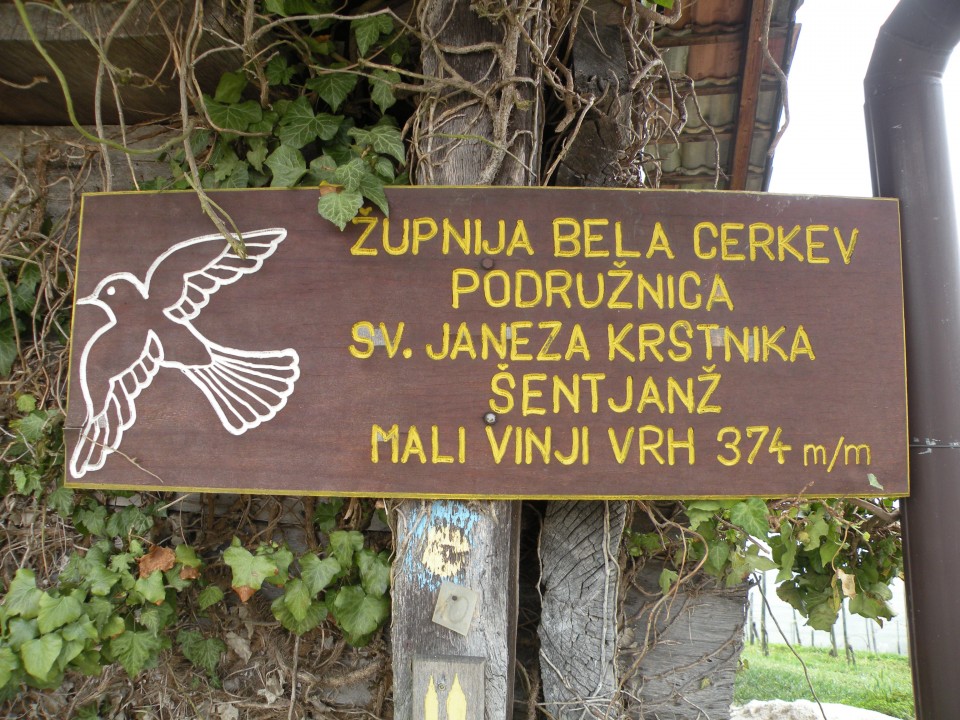 ŽUPNIJA BELA CERKEV
PODRUŽNICA
SV. JANEZA KRSTNIKA
ŠENTJANŽ
MALI VINJI VRH 374 m/m